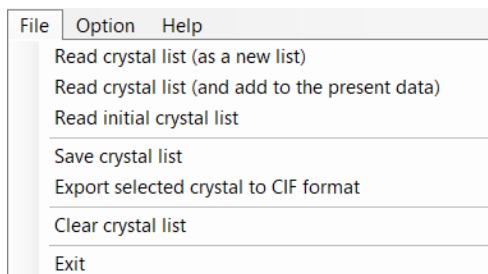 File Option Help
Read crystal list (as a new list)
Read crystal list (and add to the present data)
Read initial crystal list
Save crystal list
Export selected crystal to CIF format
Clear crystal list
Exit